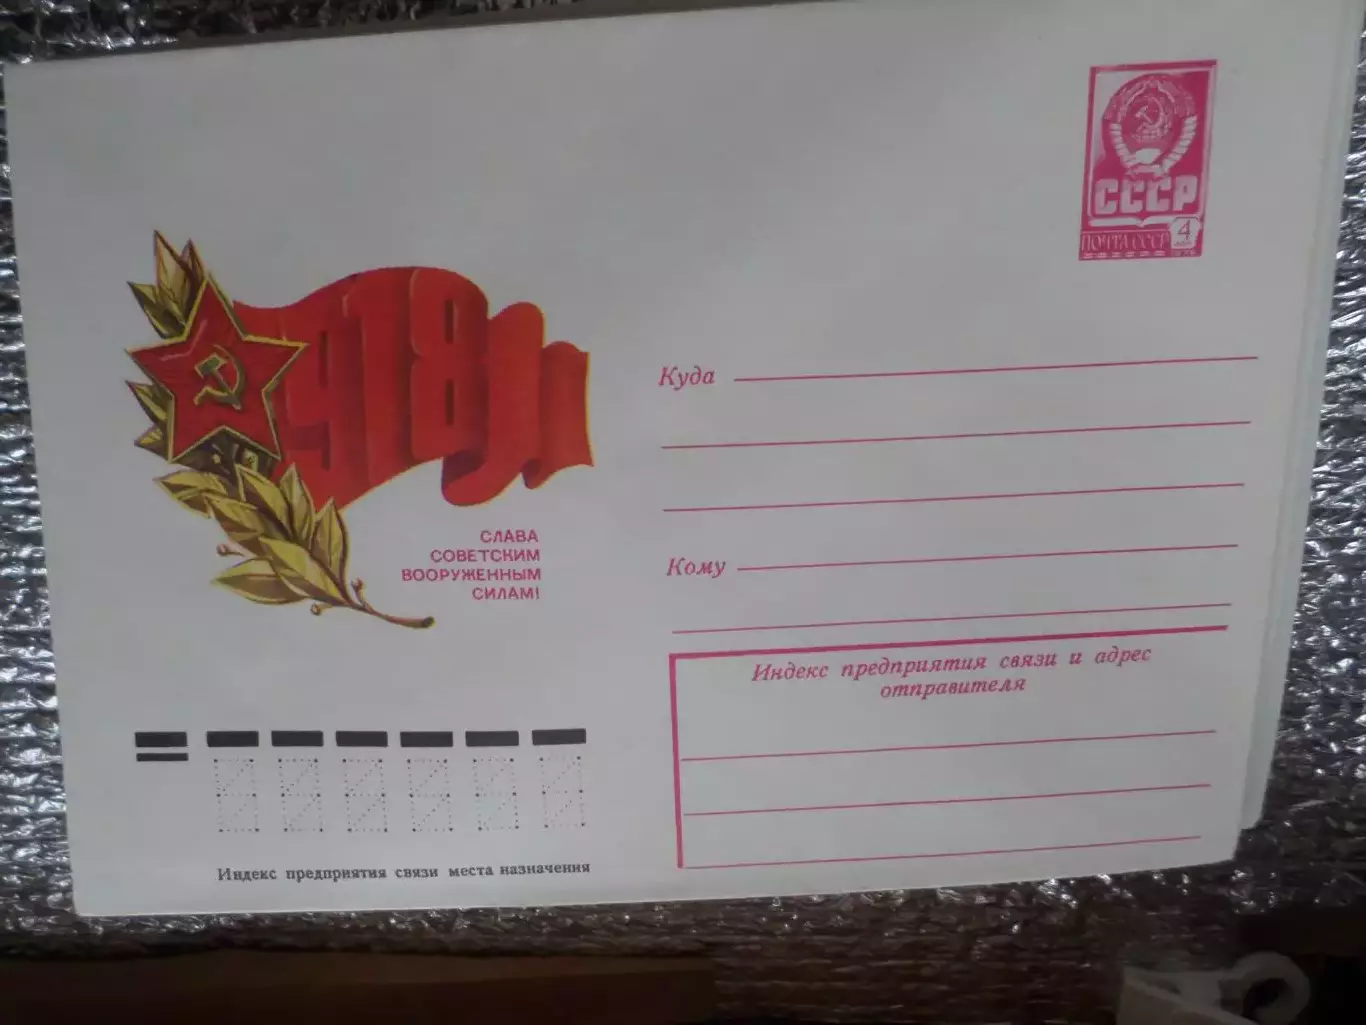 СССР
ПОЧТА СССР 4
1918
СЛАВА
СОВЕТСКИМ
ВООРУЖЕННЫМ
СИЛАМ!
Куда
Кому
Индекс предприятия связи и адрес
отправителя
Индекс предприятия связи места назначения